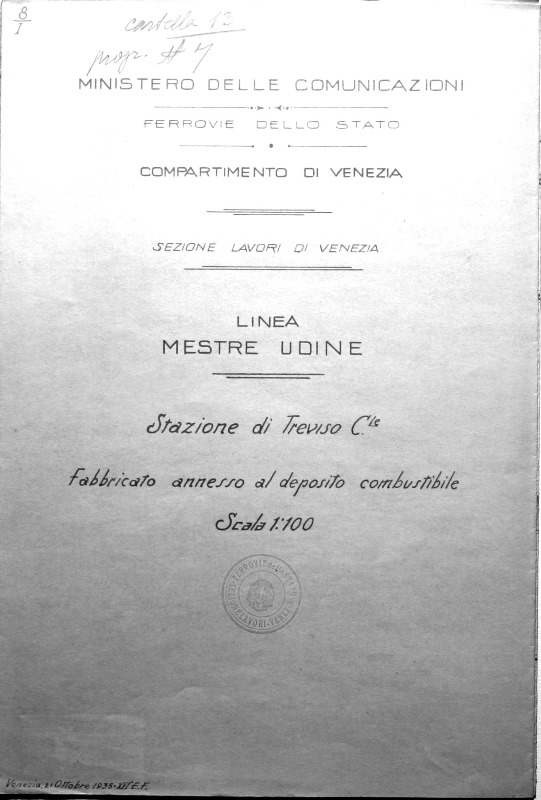 8
I
cartella 13
progr. # 7
MINISTERO DELLE COMUNICAZIONI
FERROVIE DELLO STATO
COMPARTIMENTO DI VENEZIA
SEZIONE LAVORI DI VENEZIA
LINEA
MESTRE UDINE
Stazione di Treviso C.le
Fabbricato annesso al deposito combustibile
Scala 1:100
Venezia, 21 Ottobre 1936-XIV E.F.